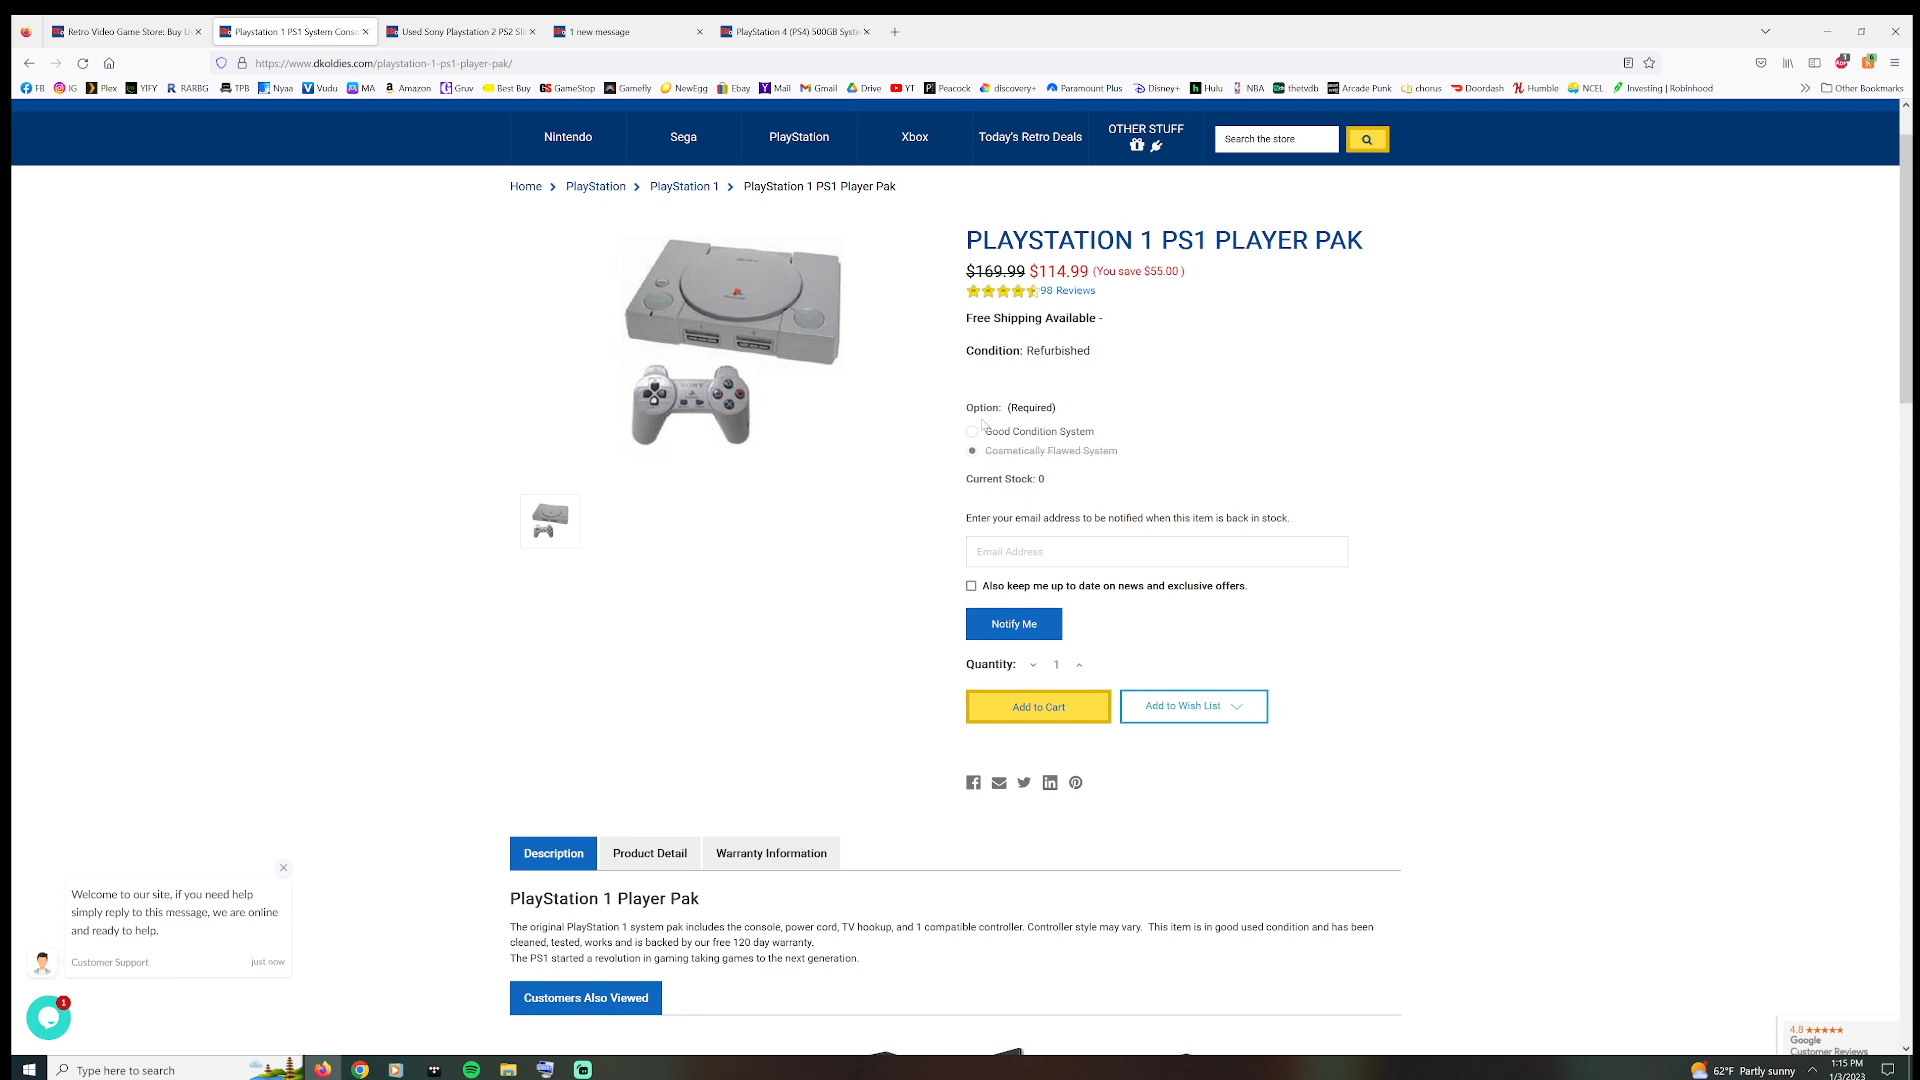 Retro Video Game Store: Buy Us
Playstation 1 PS1 System Conso
Used Sony Playstation 2 PS2 Sli
1 new message
PlayStation 4 (PS4) 500GB Syste
https://www.dkoldies.com/playstation-1-ps1-player-pak/
FB IG Plex YIFY RARBG TPB Nyaa Vudu MA Amazon Gruv Best Buy GameStop Gamefly NewEgg Ebay Mail Gmail Drive YT Peacock discovery+ Paramount Plus Disney+ Hulu NBA thetvdb Arcade Punk chorus Doordash Humble NCEL Investing | Robinhood Other Bookmarks
Nintendo Sega PlayStation Xbox Today's Retro Deals OTHER STUFF Search the store
Home > PlayStation > PlayStation 1 > PlayStation 1 PS1 Player Pak
PLAYSTATION 1 PS1 PLAYER PAK
$169.99 $114.99 (You save $55.00 )
98 Reviews
Free Shipping Available -
Condition: Refurbished
Option: (Required)
Good Condition System
Cosmetically Flawed System
Current Stock: 0
Enter your email address to be notified when this item is back in stock.
Email Address
Also keep me up to date on news and exclusive offers.
Notify Me
Quantity: 1
Add to Cart Add to Wish List
Description Product Detail Warranty Information
PlayStation 1 Player Pak
The original PlayStation 1 system pak includes the console, power cord, TV hookup, and 1 compatible controller. Controller style may vary. This item is in good used condition and has been
cleaned, tested, works and is backed by our free 120 day warranty.
The PS1 started a revolution in gaming taking games to the next generation.
Customers Also Viewed
Welcome to our site, if you need help
simply reply to this message, we are online
and ready to help.
Customer Support just now
1
4.8 ★★★★★
Google
Customer Reviews
Type here to search
62°F Partly sunny
1:15 PM
1/3/2023